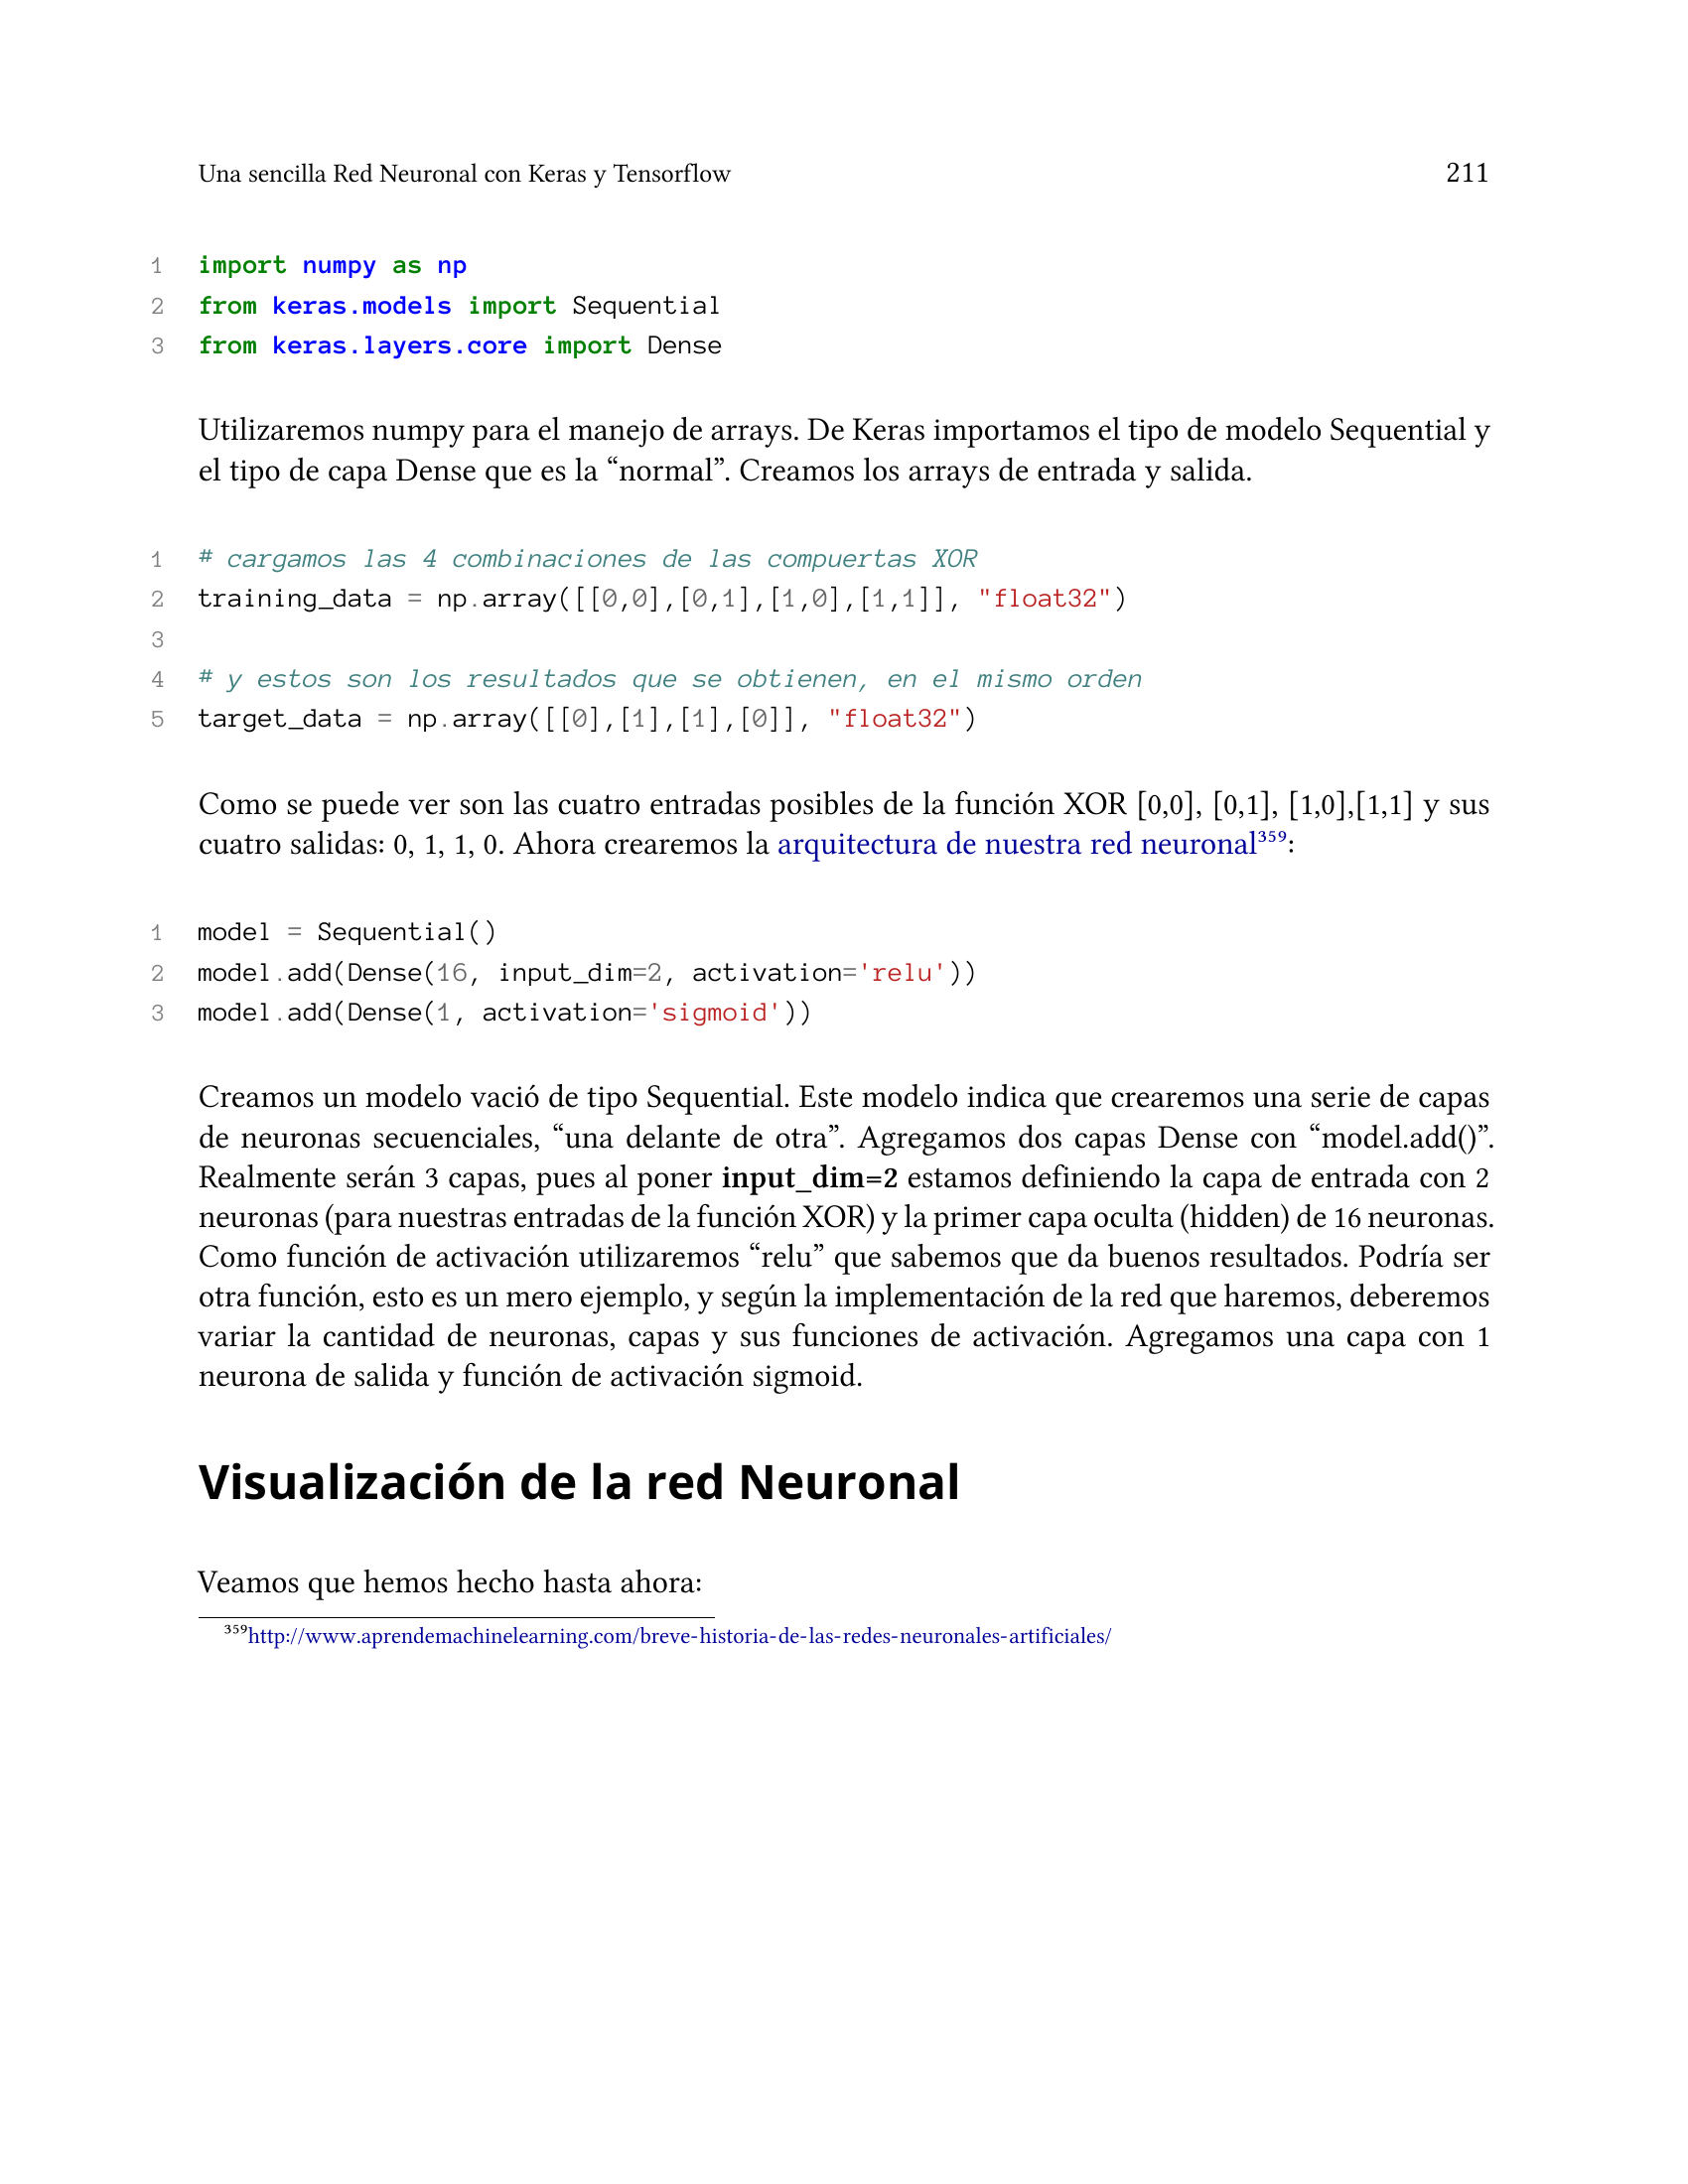 Una sencilla Red Neuronal con Keras y Tensorflow 211
1 import numpy as np
2 from keras.models import Sequential
3 from keras.layers.core import Dense
Utilizaremos numpy para el manejo de arrays. De Keras importamos el tipo de modelo Sequential y
el tipo de capa Dense que es la “normal”. Creamos los arrays de entrada y salida.
1 # cargamos las 4 combinaciones de las compuertas XOR
2 training_data = np.array([[0,0],[0,1],[1,0],[1,1]], "float32")
3
4 # y estos son los resultados que se obtienen, en el mismo orden
5 target_data = np.array([[0],[1],[1],[0]], "float32")
Como se puede ver son las cuatro entradas posibles de la función XOR [0,0], [0,1], [1,0],[1,1] y sus
cuatro salidas: 0, 1, 1, 0. Ahora crearemos la arquitectura de nuestra red neuronal³⁵⁹:
1 model = Sequential()
2 model.add(Dense(16, input_dim=2, activation='relu'))
3 model.add(Dense(1, activation='sigmoid'))
Creamos un modelo vació de tipo Sequential. Este modelo indica que crearemos una serie de capas
de neuronas secuenciales, “una delante de otra”. Agregamos dos capas Dense con “model.add()”.
Realmente serán 3 capas, pues al poner input_dim=2 estamos definiendo la capa de entrada con 2
neuronas (para nuestras entradas de la función XOR) y la primer capa oculta (hidden) de 16 neuronas.
Como función de activación utilizaremos “relu” que sabemos que da buenos resultados. Podría ser
otra función, esto es un mero ejemplo, y según la implementación de la red que haremos, deberemos
variar la cantidad de neuronas, capas y sus funciones de activación. Agregamos una capa con 1
neurona de salida y función de activación sigmoid.
Visualización de la red Neuronal
Veamos que hemos hecho hasta ahora:
³⁵⁹http://www.aprendemachinelearning.com/breve-historia-de-las-redes-neuronales-artificiales/